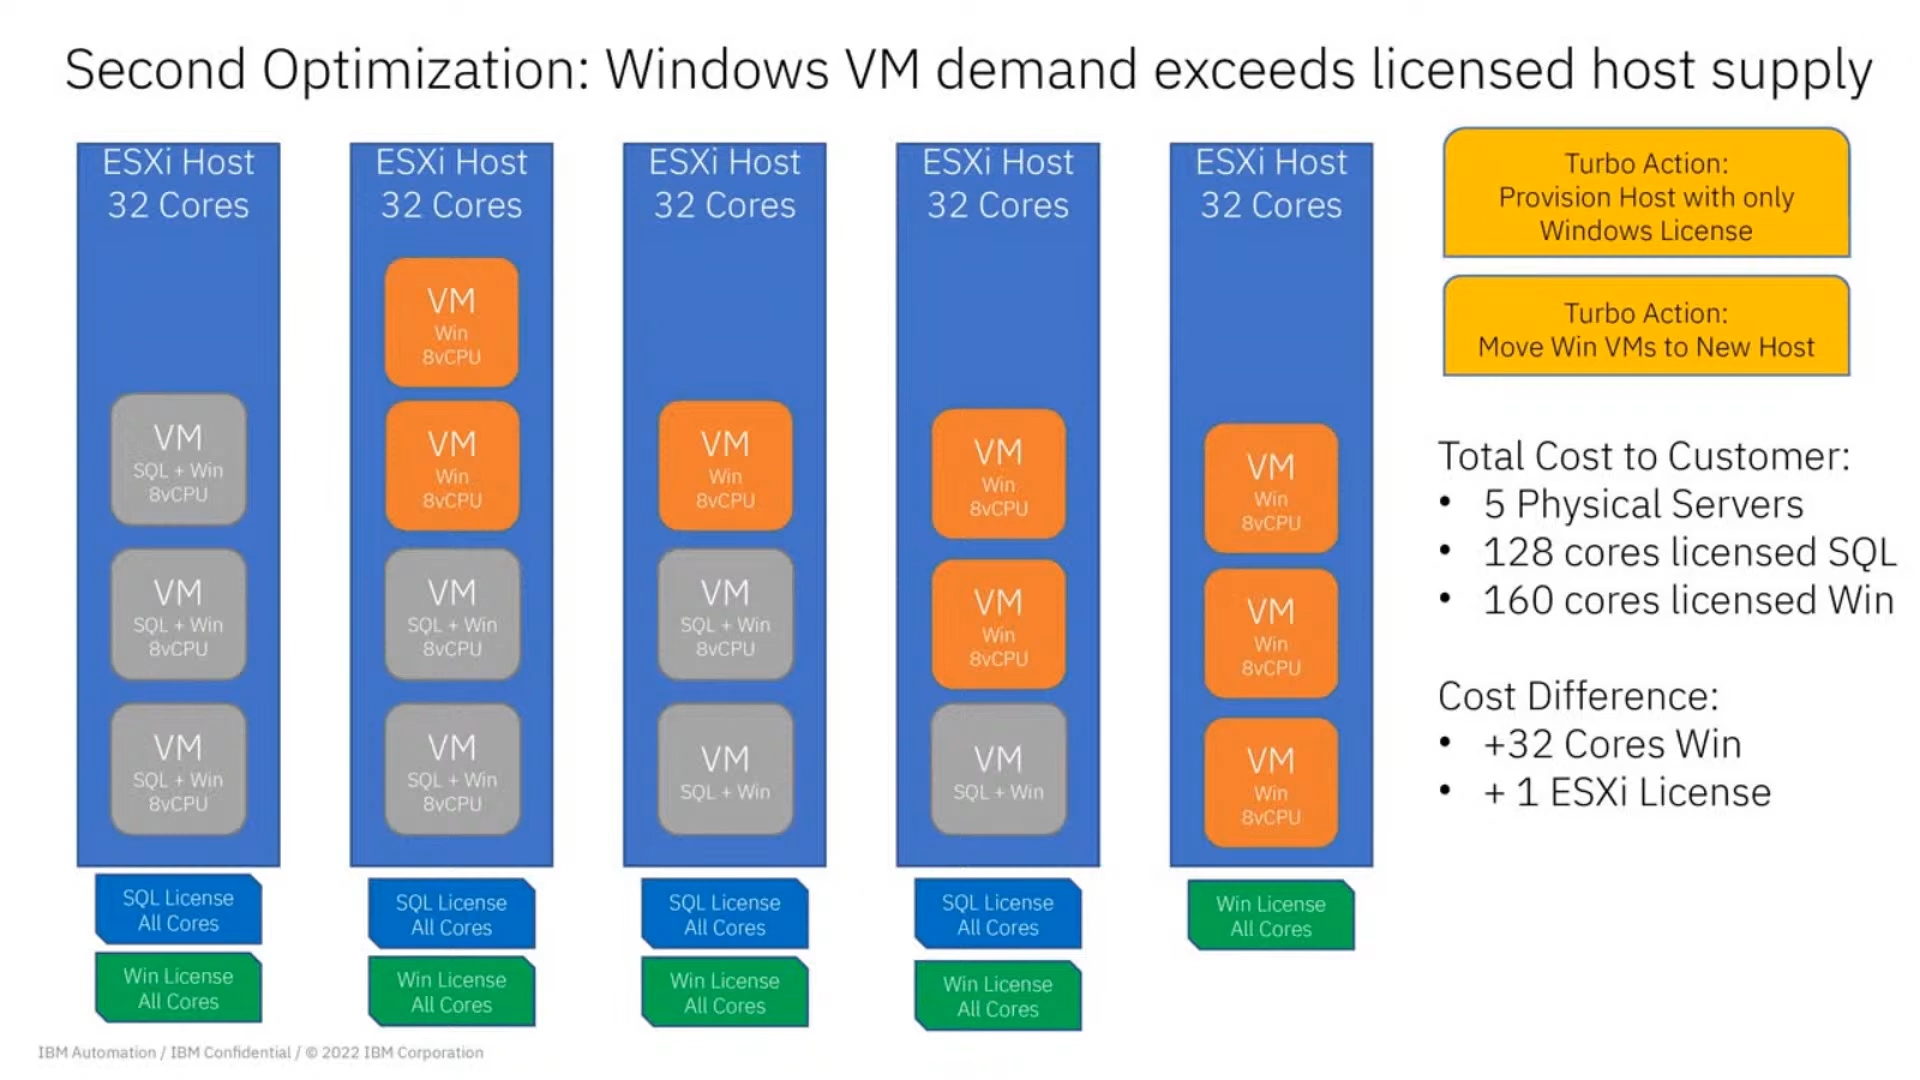 Second Optimization: Windows VM demand exceeds licensed host supply
ESXi Host
32 Cores
VM
SQL + Win
8vCPU
VM
SQL + Win
8vCPU
VM
SQL + Win
8vCPU
SQL License
All Cores
Win License
All Cores
ESXi Host
32 Cores
VM
Win
8vCPU
VM
Win
8vCPU
VM
SQL + Win
8vCPU
VM
SQL + Win
8vCPU
SQL License
All Cores
Win License
All Cores
ESXi Host
32 Cores
VM
Win
8vCPU
VM
SQL + Win
8vCPU
VM
SQL + Win
SQL License
All Cores
Win License
All Cores
ESXi Host
32 Cores
VM
Win
8vCPU
VM
Win
8vCPU
VM
SQL + Win
SQL License
All Cores
Win License
All Cores
ESXi Host
32 Cores
VM
Win
8vCPU
VM
Win
8vCPU
VM
Win
8vCPU
Win License
All Cores
Turbo Action:
Provision Host with only
Windows License
Turbo Action:
Move Win VMs to New Host
Total Cost to Customer:
• 5 Physical Servers
• 128 cores licensed SQL
• 160 cores licensed Win
Cost Difference:
• +32 Cores Win
• + 1 ESXi License
IBM Automation / IBM Confidential / © 2022 IBM Corporation